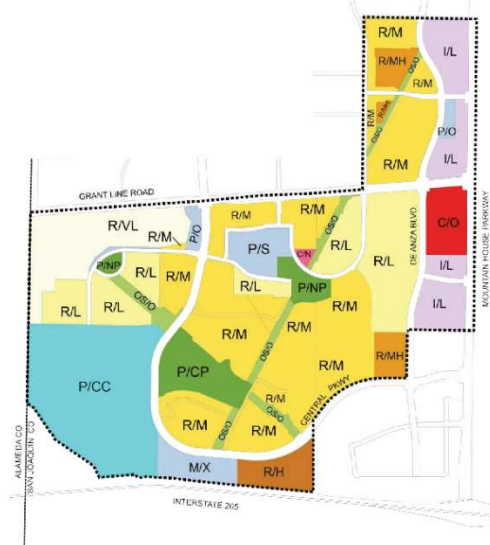 R/M
I/L
R/MH
OS/O
R/M
R/MH
R/M
OS/O
P/O
I/L
R/M
GRANT LINE ROAD
MOUNTAIN HOUSE PARKWAY
R/VL
P/O
R/M
R/M
R/M
OS/O
C/O
DE ANZA BLVD.
P/S
C/N
R/L
R/L
P/NP
R/L
R/M
I/L
R/L
P/NP
R/L
R/L
OS/O
I/L
R/M
R/M
OS/O
R/M
R/MH
P/CC
P/CP
R/M
CENTRAL PKWY
OS/O
R/M
R/M
OS/O
M/X
R/H
ALAMEDA CO
SAN JOAQUIN CO
INTERSTATE 205